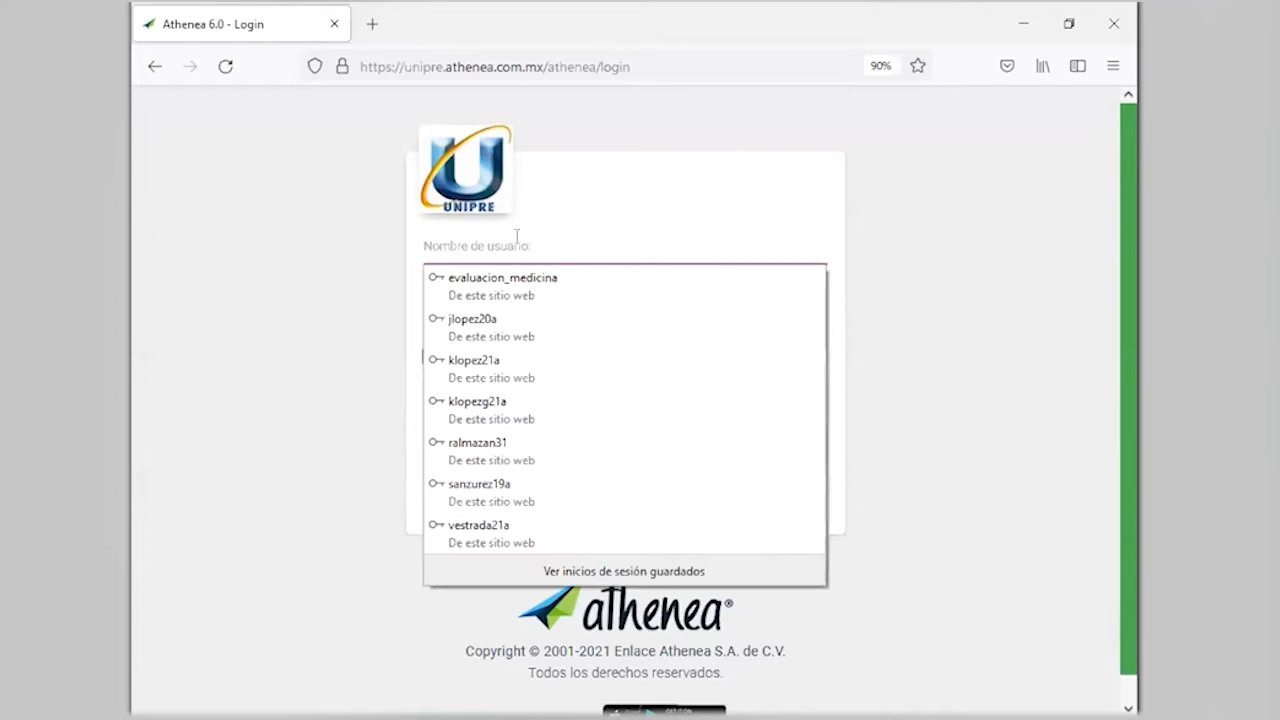 Athenea 6.0 - Login
https://unipre.athenea.com.mx/athenea/login
90%
UNIPRE
Nombre de usuario:
evaluacion_medicina
De este sitio web
jlopez20a
De este sitio web
klopez21a
De este sitio web
klopezg21a
De este sitio web
ralmazan31
De este sitio web
sanzurez19a
De este sitio web
vestrada21a
De este sitio web
Ver inicios de sesión guardados
athenea®
Copyright © 2001-2021 Enlace Athenea S.A. de C.V.
Todos los derechos reservados.